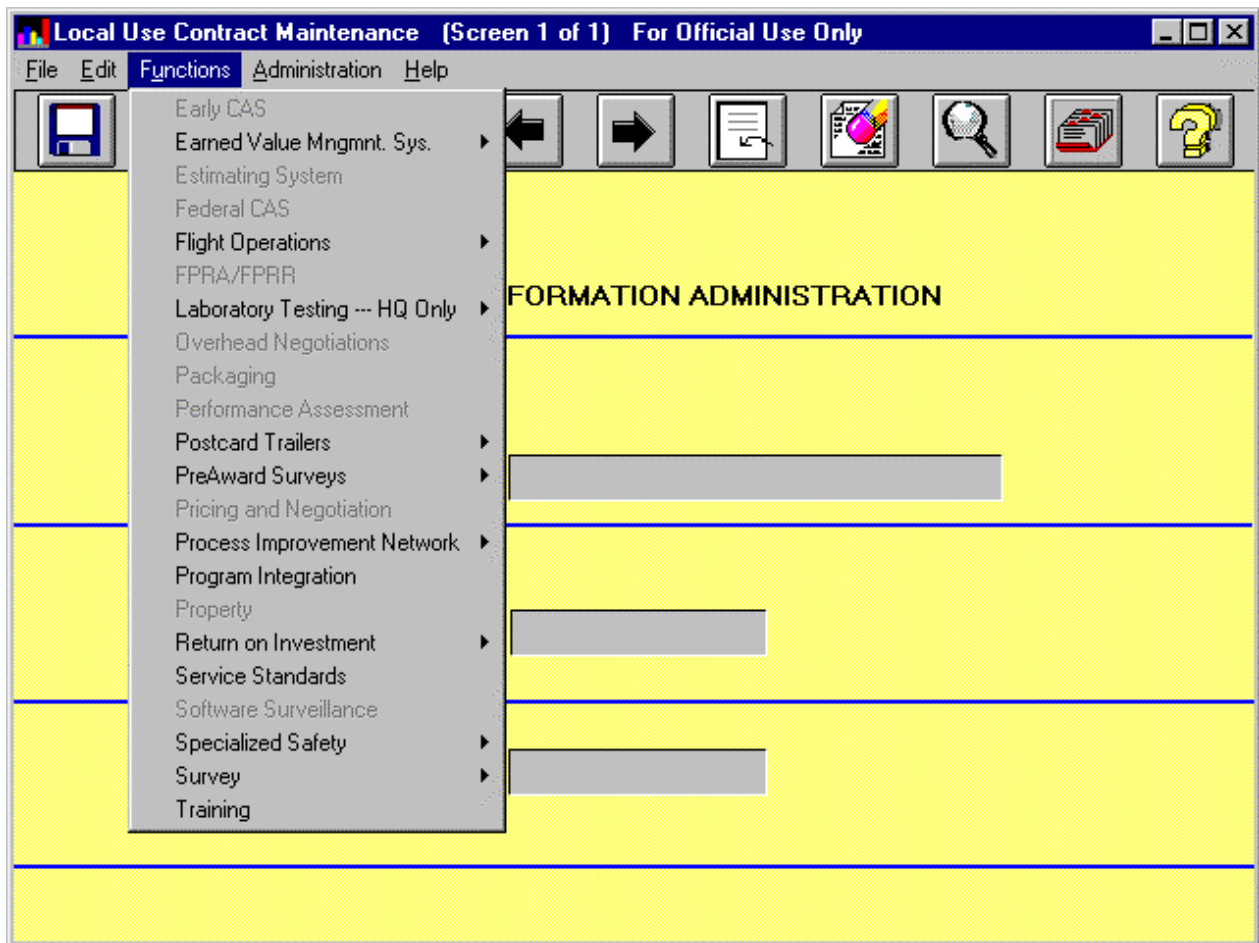 Local Use Contract Maintenance (Screen 1 of 1) For Official Use Only
File Edit Functions Administration Help
Early CAS
Earned Value Mngmnt. Sys.
Estimating System
Federal CAS
Flight Operations
FPRA/FPRR
Laboratory Testing --- HQ Only
Overhead Negotiations
Packaging
Performance Assessment
Postcard Trailers
PreAward Surveys
Pricing and Negotiation
Process Improvement Network
Program Integration
Property
Return on Investment
Service Standards
Software Surveillance
Specialized Safety
Survey
Training
FORMATION ADMINISTRATION